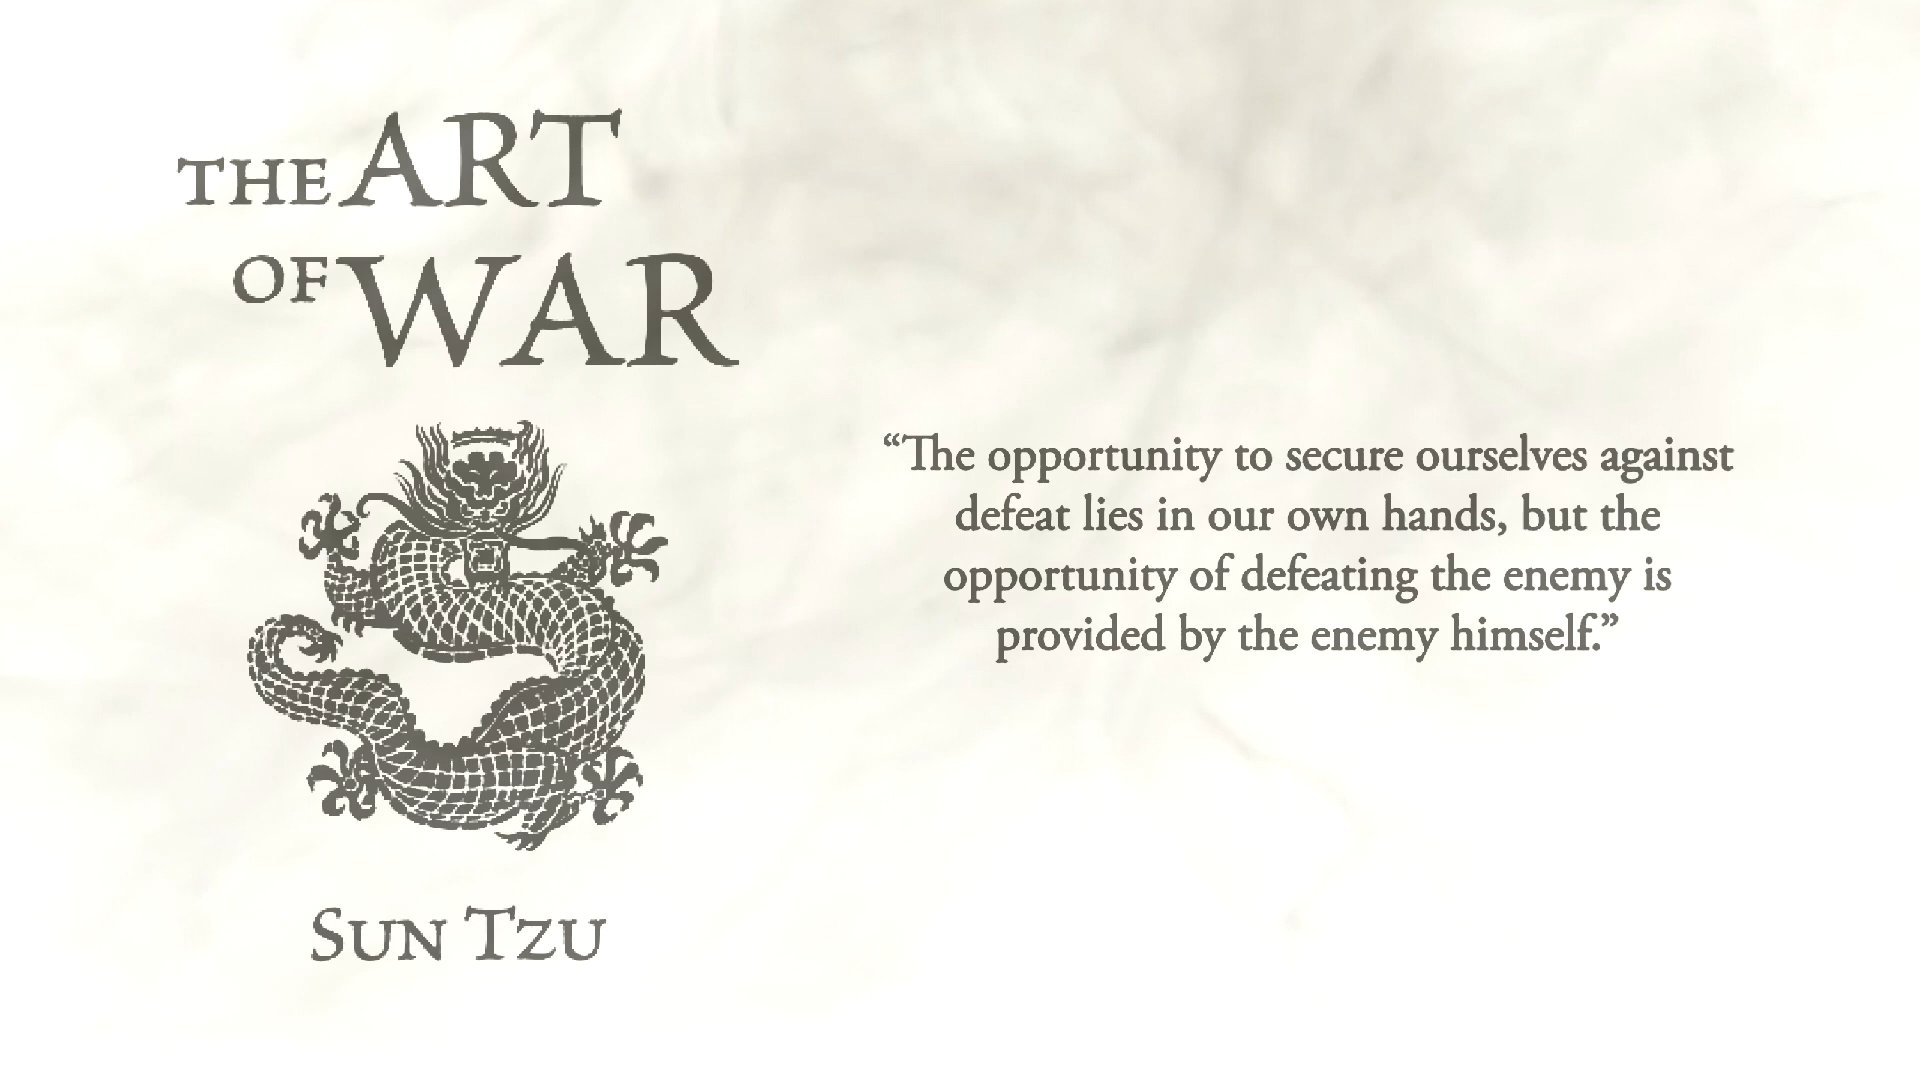 THE ART
OF WAR
SUN TZU
“The opportunity to secure ourselves against
defeat lies in our own hands, but the
opportunity of defeating the enemy is
provided by the enemy himself.”